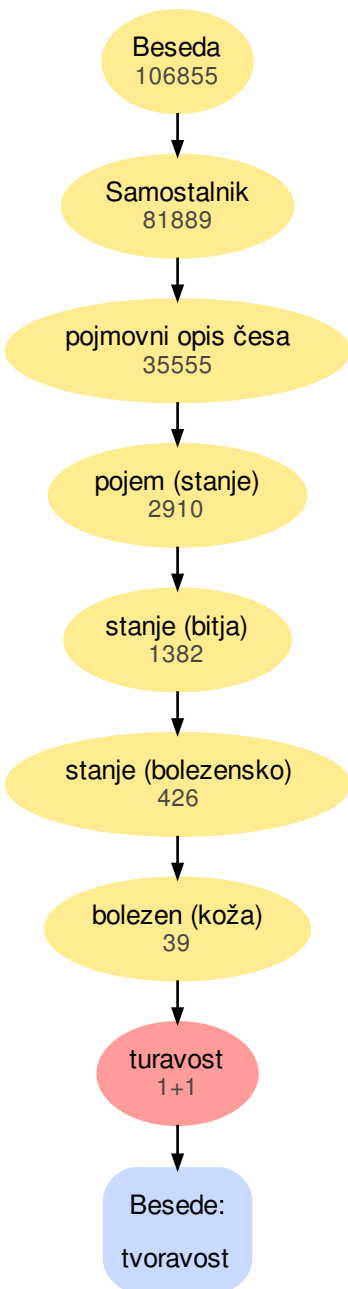 Beseda
106855
Samostalnik
81889
pojmovni opis česa
35555
pojem (stanje)
2910
stanje (bitja)
1382
stanje (bolezensko)
426
bolezen (koža)
39
turavost
1+1
Besede:
tvoravost